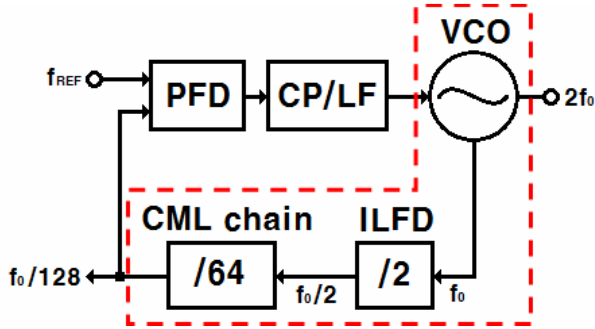 VCO
fREF
PFD
CP/LF
2f0
CML chain
ILFD
/64
/2
f0/128
f0/2
f0